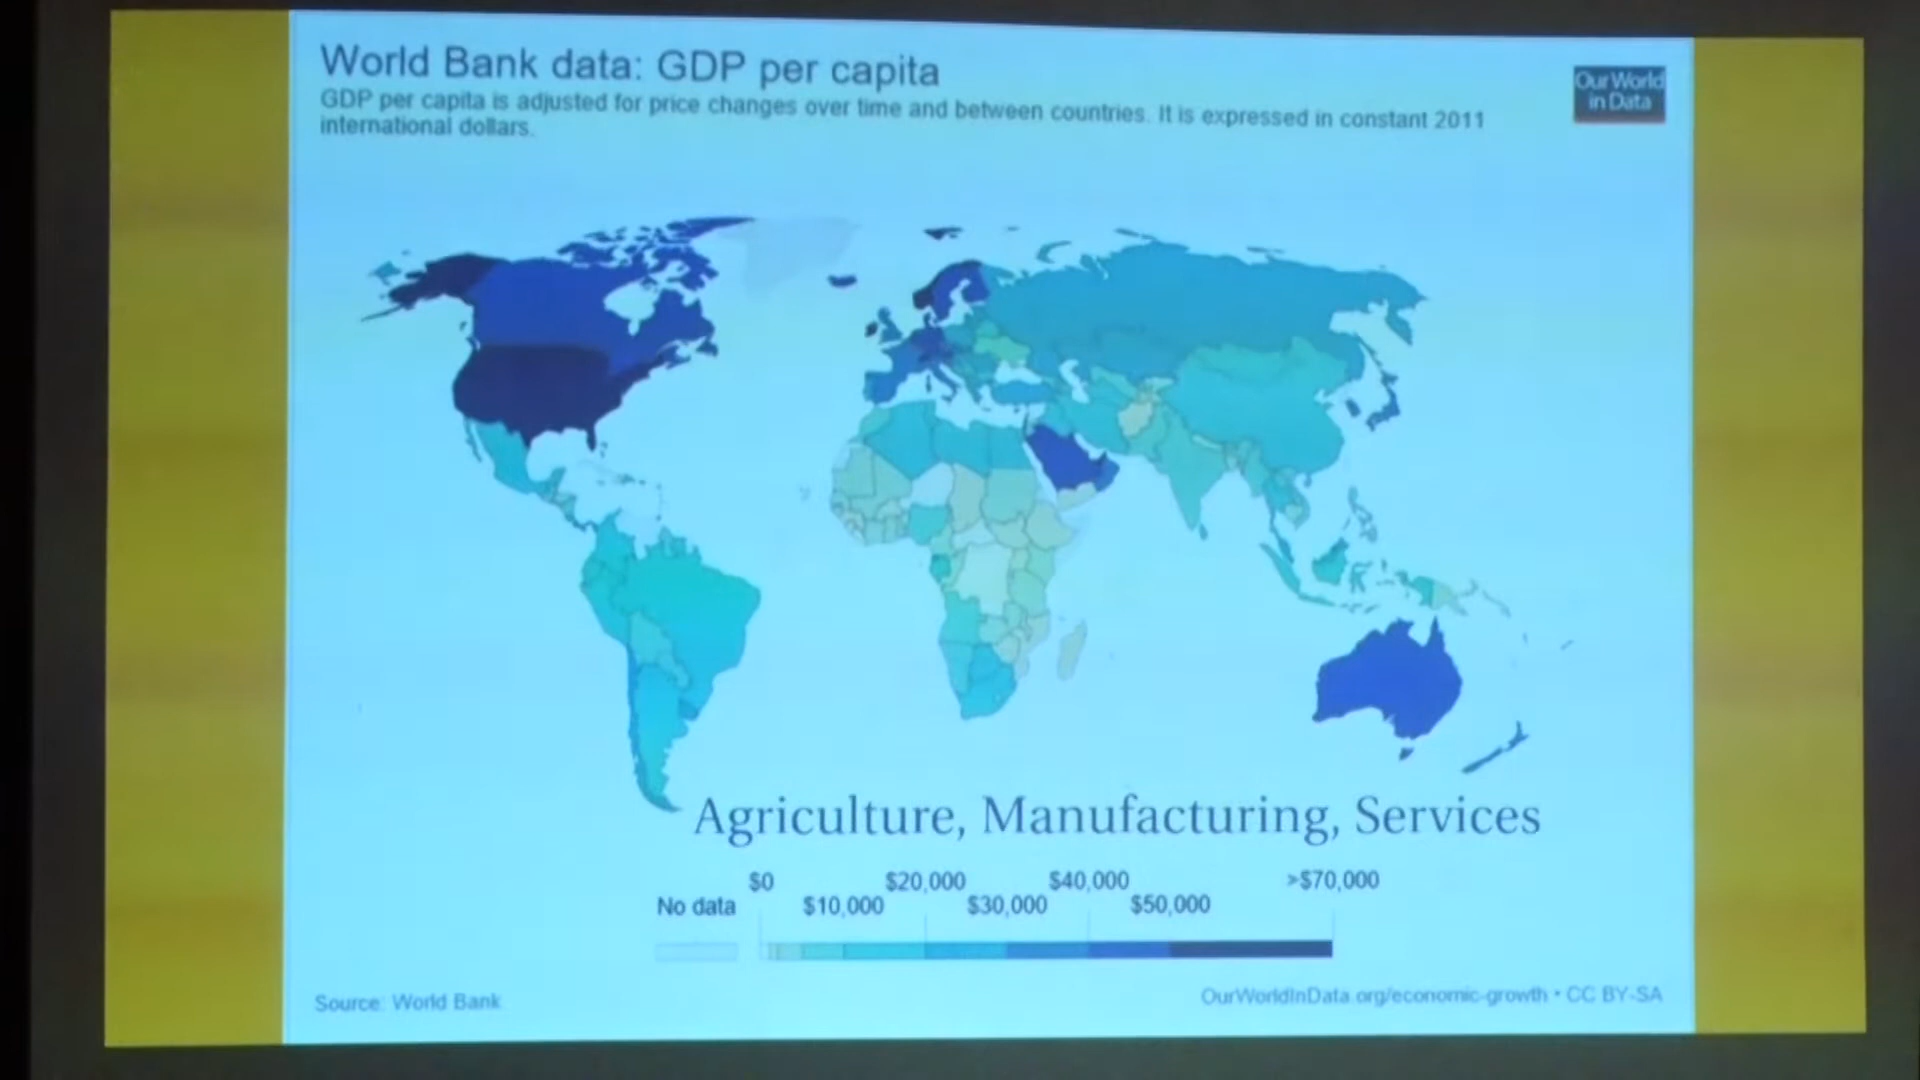 World Bank data: GDP per capita
GDP per capita is adjusted for price changes over time and between countries. It is expressed in constant 2011
international dollars.
Our World
in Data
Agriculture, Manufacturing, Services
$0 $20,000 $40,000 >$70,000
No data $10,000 $30,000 $50,000
Source: World Bank
OurWorldInData.org/economic-growth • CC BY-SA